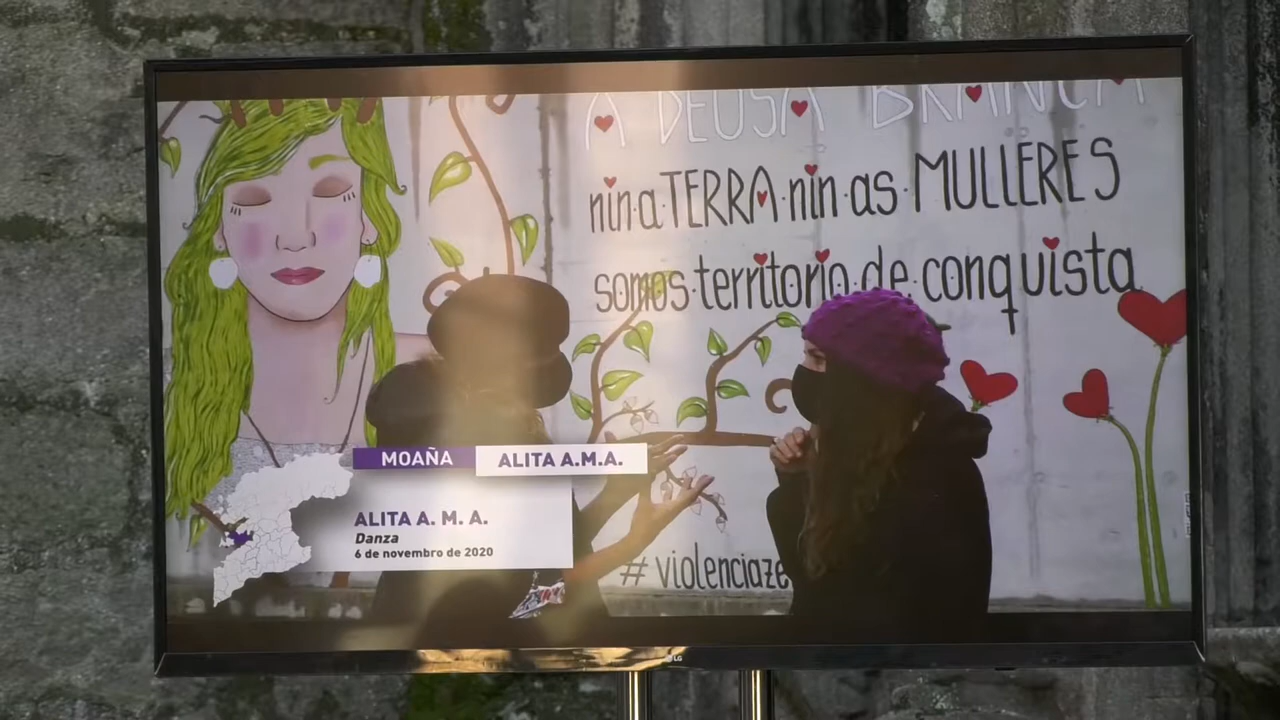 A DEUSA BRANCA
nin·a TERRA·nin·as·MULLERES
somos·territorio·de·conquista
MOAÑA
ALITA A.M.A.
ALITA A. M. A.
Danza
6 de novembro de 2020
# violenciaze
LG